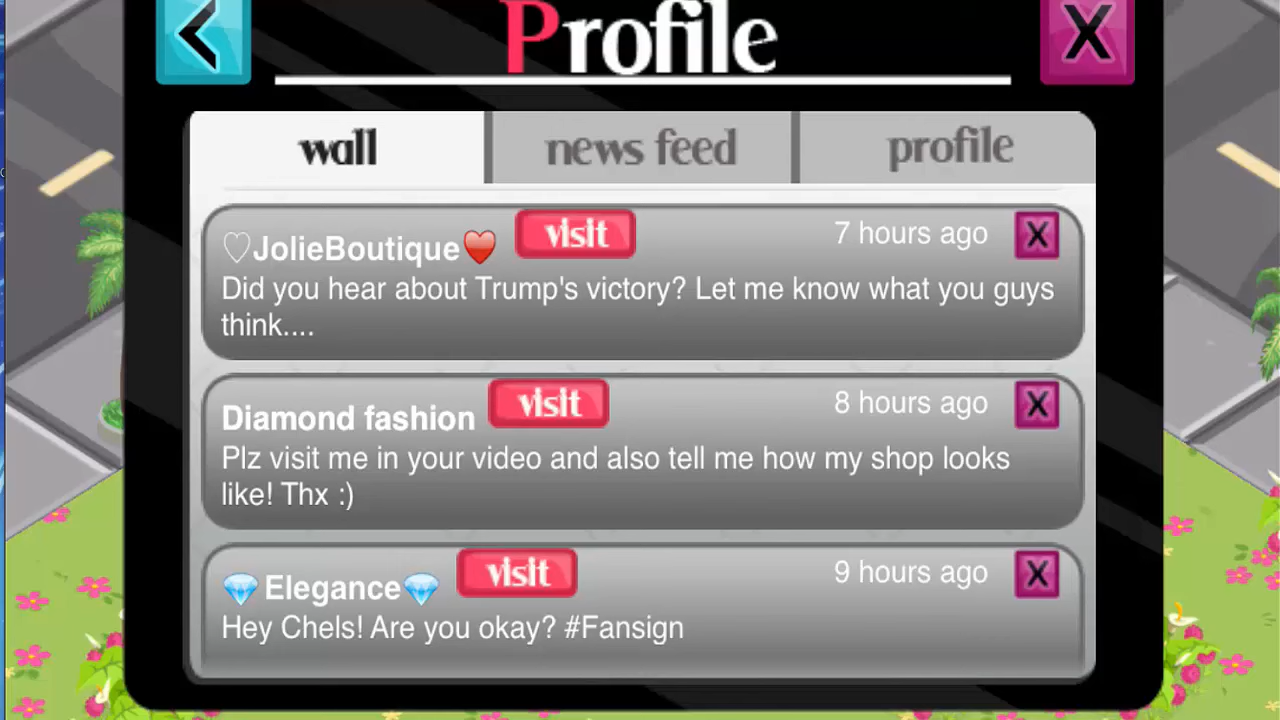 Profile
wall
news feed
profile
♡JolieBoutique❤️
visit
7 hours ago
X
Did you hear about Trump's victory? Let me know what you guys
think....
Diamond fashion
visit
8 hours ago
X
Plz visit me in your video and also tell me how my shop looks
like! Thx :)
💎Elegance💎
visit
9 hours ago
X
Hey Chels! Are you okay? #Fansign